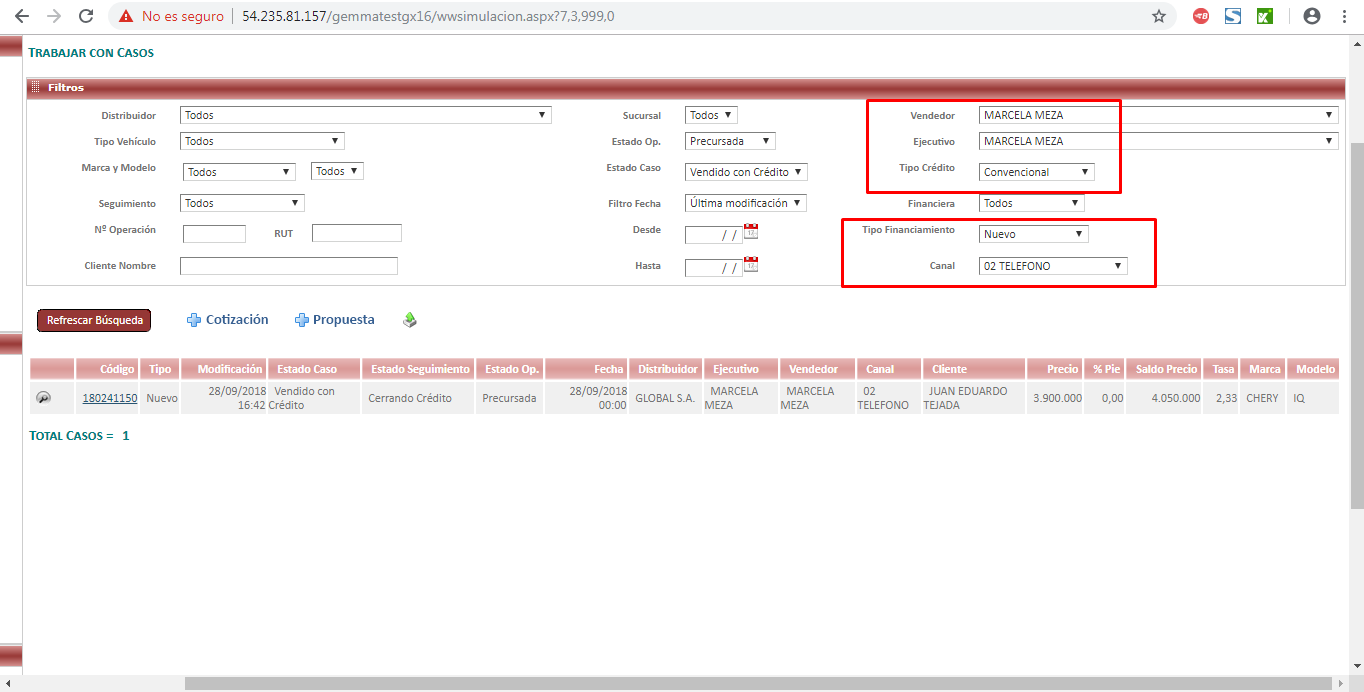 No es seguro | 54.235.81.157/gemmatestgx16/wwsimulacion.aspx?7,3,999,0
TRABAJAR CON CASOS
Filtros
Distribuidor Todos Sucursal Todos Vendedor MARCELA MEZA
Tipo Vehículo Todos Estado Op. Precursada Ejecutivo MARCELA MEZA
Marca y Modelo Todos Todos Estado Caso Vendido con Crédito Tipo Crédito Convencional
Seguimiento Todos Filtro Fecha Última modificación Financiera Todos
Nº Operación RUT Desde / / Tipo Financiamiento Nuevo
Cliente Nombre Hasta / / Canal 02 TELEFONO
Refrescar Búsqueda Cotización Propuesta
Código Tipo Modificación Estado Caso Estado Seguimiento Estado Op. Fecha Distribuidor Ejecutivo Vendedor Canal Cliente Precio % Pie Saldo Precio Tasa Marca Modelo
180241150 Nuevo 28/09/2018 16:42 Vendido con Crédito Cerrando Crédito Precursada 28/09/2018 00:00 GLOBAL S.A. MARCELA MEZA MARCELA MEZA 02 TELEFONO JUAN EDUARDO TEJADA 3.900.000 0,00 4.050.000 2,33 CHERY IQ
TOTAL CASOS = 1